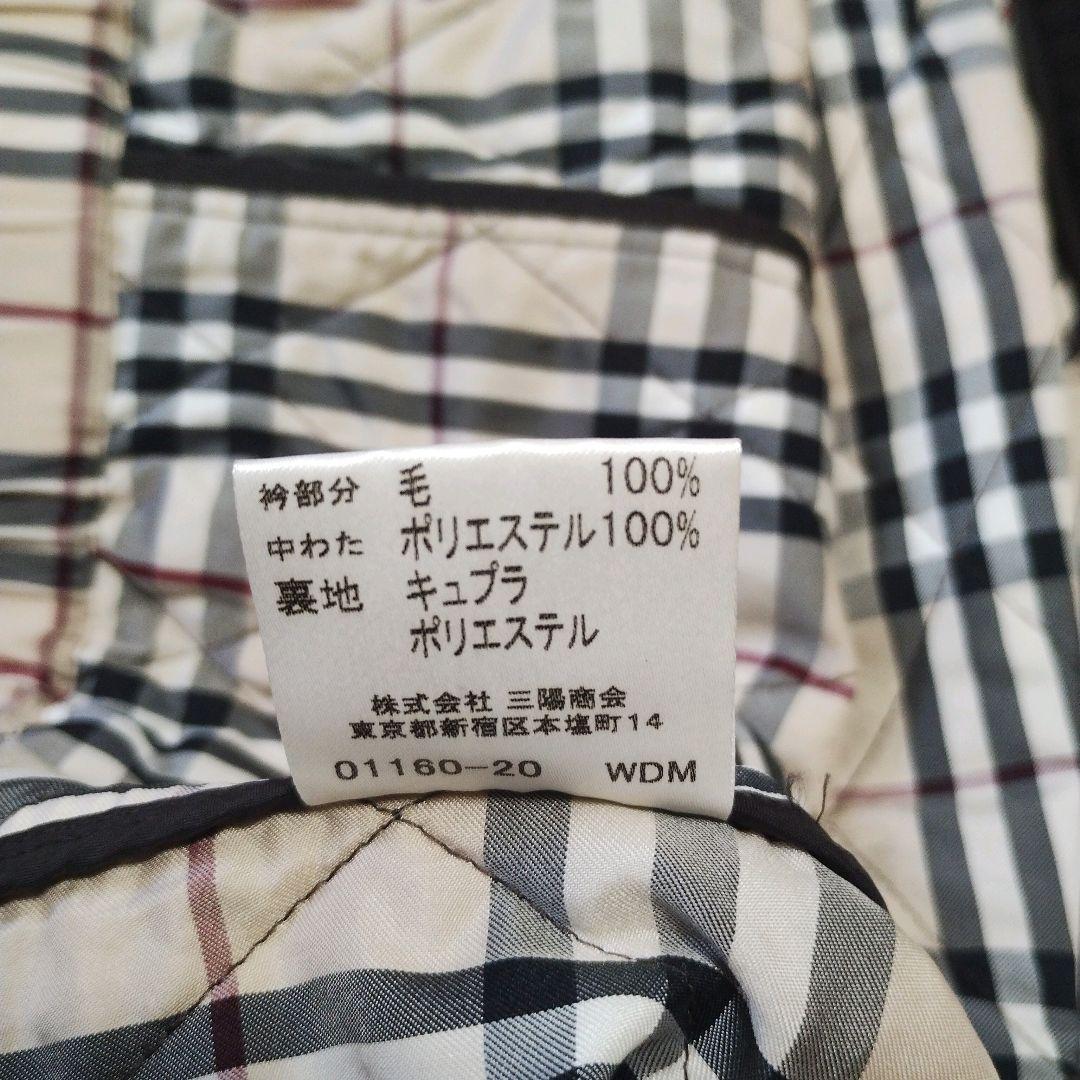 衿部分 毛 100%
中わた ポリエステル100%
裏地 キュプラ
ポリエステル
株式会社 三陽商会
東京都新宿区本塩町14
01160-20 WDM